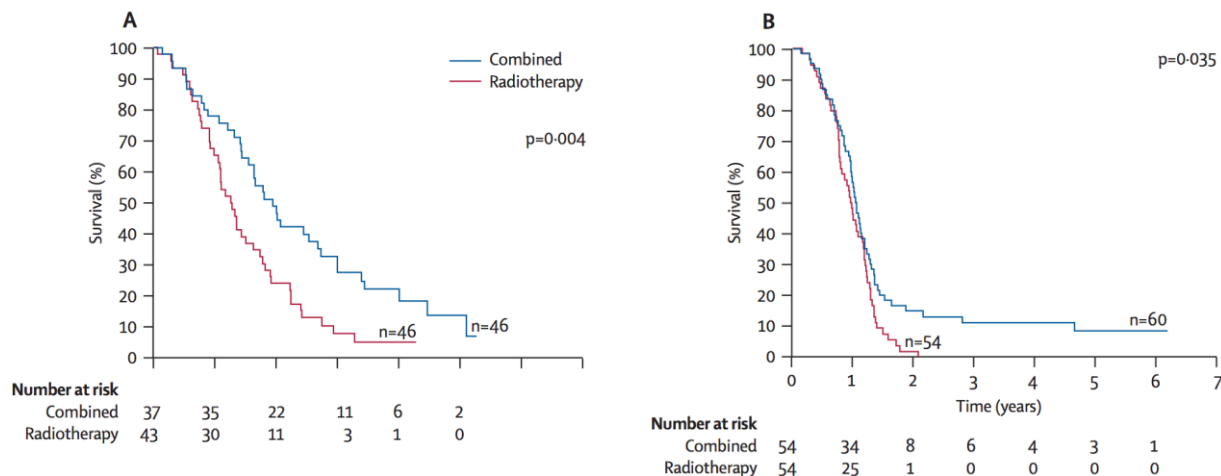 A
Survival (%)
100
90
80
70
60
50
40
30
20
10
0
Combined
Radiotherapy
p=0·004
n=46
n=46
Number at risk
Combined 37 35 22 11 6 2
Radiotherapy 43 30 11 3 1 0
B
Survival (%)
100
90
80
70
60
50
40
30
20
10
0
p=0·035
n=60
n=54
0 1 2 3 4 5 6 7
Time (years)
Number at risk
Combined 54 34 8 6 4 3 1
Radiotherapy 54 25 1 0 0 0 0